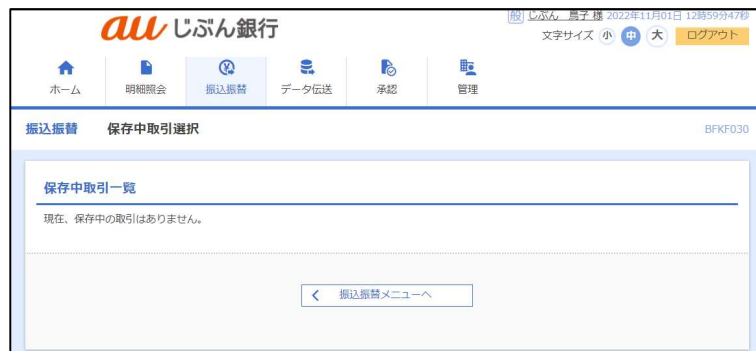 au じぶん銀行
般 じぶん 鳥子 様 2022年11月01日 12時59分47秒
文字サイズ 小 中 大 ログアウト
ホーム 明細照会 振込振替 データ伝送 承認 管理
振込振替 保存中取引選択 BFKF030
保存中取引一覧
現在、保存中の取引はありません。
振込振替メニューへ